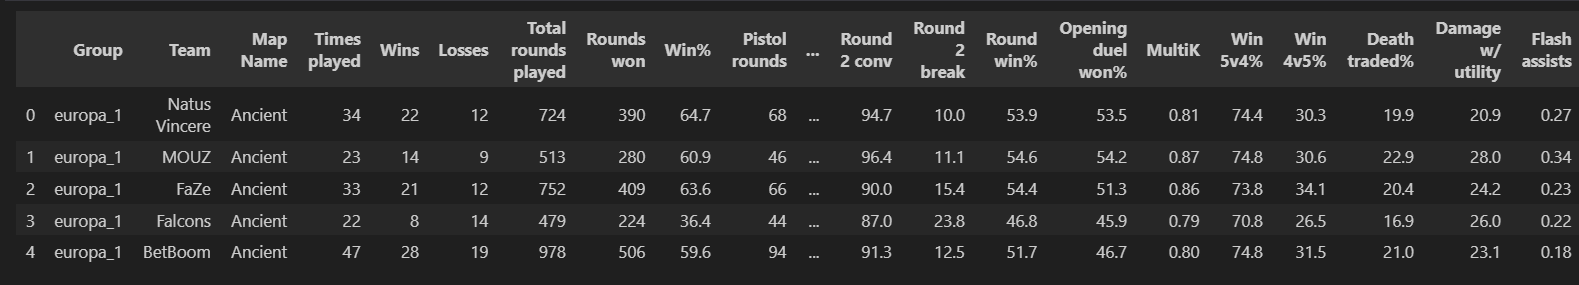 Group Team Map Name Times played Wins Losses Total rounds played Rounds won Win% Pistol rounds ... Round 2 conv Round 2 break Round win% Opening duel won% MultiK Win 5v4% Win 4v5% Death traded% Damage w/ utility Flash assists
0 europa_1 Natus Vincere Ancient 34 22 12 724 390 64.7 68 ... 94.7 10.0 53.9 53.5 0.81 74.4 30.3 19.9 20.9 0.27
1 europa_1 MOUZ Ancient 23 14 9 513 280 60.9 46 ... 96.4 11.1 54.6 54.2 0.87 74.8 30.6 22.9 28.0 0.34
2 europa_1 FaZe Ancient 33 21 12 752 409 63.6 66 ... 90.0 15.4 54.4 51.3 0.86 73.8 34.1 20.4 24.2 0.23
3 europa_1 Falcons Ancient 22 8 14 479 224 36.4 44 ... 87.0 23.8 46.8 45.9 0.79 70.8 26.5 16.9 26.0 0.22
4 europa_1 BetBoom Ancient 47 28 19 978 506 59.6 94 ... 91.3 12.5 51.7 46.7 0.80 74.8 31.5 21.0 23.1 0.18